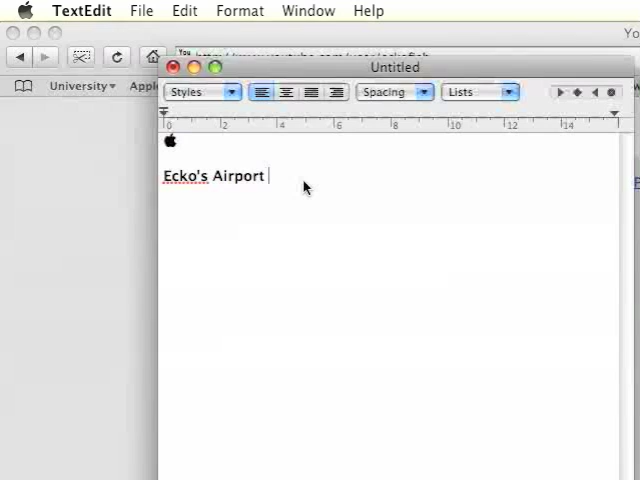 TextEdit File Edit Format Window Help
Untitled
University
Styles Spacing Lists
0 2 4 6 8 10 12 14
Ecko's Airport